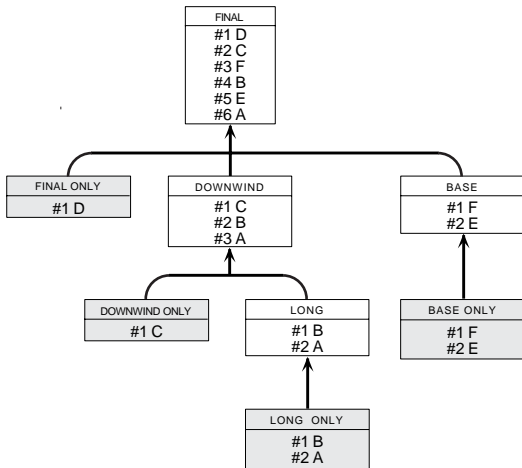 FINAL
#1 D
#2 C
#3 F
#4 B
#5 E
#6 A
FINAL ONLY
#1 D
DOWNWIND
#1 C
#2 B
#3 A
BASE
#1 F
#2 E
DOWNWIND ONLY
#1 C
LONG
#1 B
#2 A
BASE ONLY
#1 F
#2 E
LONG ONLY
#1 B
#2 A